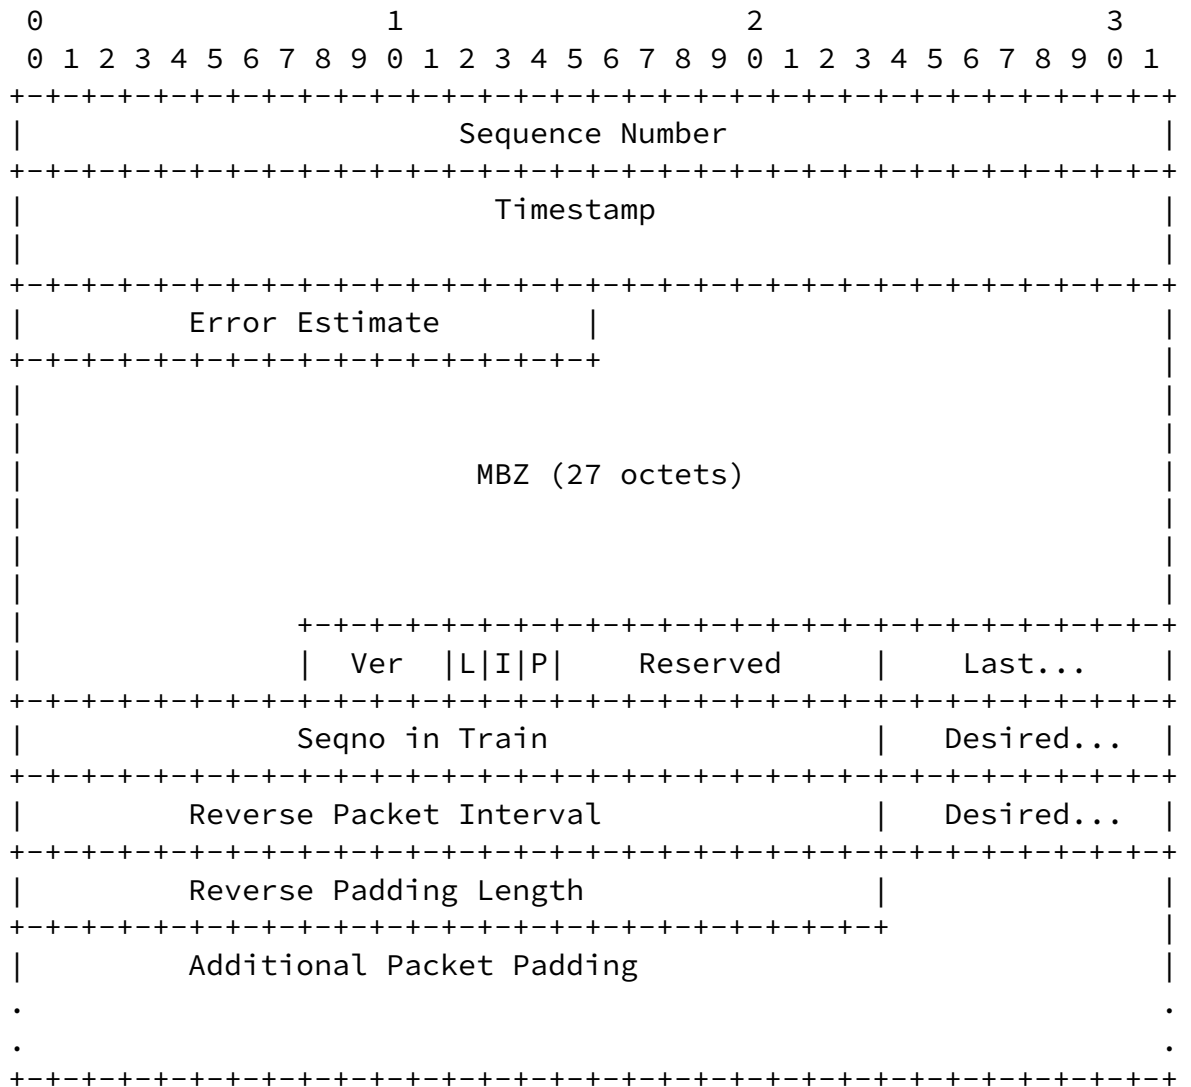 0                   1                   2                   3
 0 1 2 3 4 5 6 7 8 9 0 1 2 3 4 5 6 7 8 9 0 1 2 3 4 5 6 7 8 9 0 1
+-+-+-+-+-+-+-+-+-+-+-+-+-+-+-+-+-+-+-+-+-+-+-+-+-+-+-+-+-+-+-+-+
|                        Sequence Number                        |
+-+-+-+-+-+-+-+-+-+-+-+-+-+-+-+-+-+-+-+-+-+-+-+-+-+-+-+-+-+-+-+-+
|                          Timestamp                            |
|                                                               |
+-+-+-+-+-+-+-+-+-+-+-+-+-+-+-+-+-+-+-+-+-+-+-+-+-+-+-+-+-+-+-+-+
|         Error Estimate        |                               |
+-+-+-+-+-+-+-+-+-+-+-+-+-+-+-+-+                               |
|                                                               |
|                                                               |
|                         MBZ (27 octets)                       |
|                                                               |
|                                                               |
|                                                               |
|               +-+-+-+-+-+-+-+-+-+-+-+-+-+-+-+-+-+-+-+-+-+-+-+-+
|               |  Ver  |L|I|P|    Reserved     |    Last...    |
+-+-+-+-+-+-+-+-+-+-+-+-+-+-+-+-+-+-+-+-+-+-+-+-+-+-+-+-+-+-+-+-+
|               Seqno in Train                  |   Desired...  |
+-+-+-+-+-+-+-+-+-+-+-+-+-+-+-+-+-+-+-+-+-+-+-+-+-+-+-+-+-+-+-+-+
|         Reverse Packet Interval               |   Desired...  |
+-+-+-+-+-+-+-+-+-+-+-+-+-+-+-+-+-+-+-+-+-+-+-+-+-+-+-+-+-+-+-+-+
|         Reverse Padding Length                |               |
+-+-+-+-+-+-+-+-+-+-+-+-+-+-+-+-+-+-+-+-+-+-+-+-+               |
|         Additional Packet Padding                             |
.                                                               .
.                                                               .
+-+-+-+-+-+-+-+-+-+-+-+-+-+-+-+-+-+-+-+-+-+-+-+-+-+-+-+-+-+-+-+-+